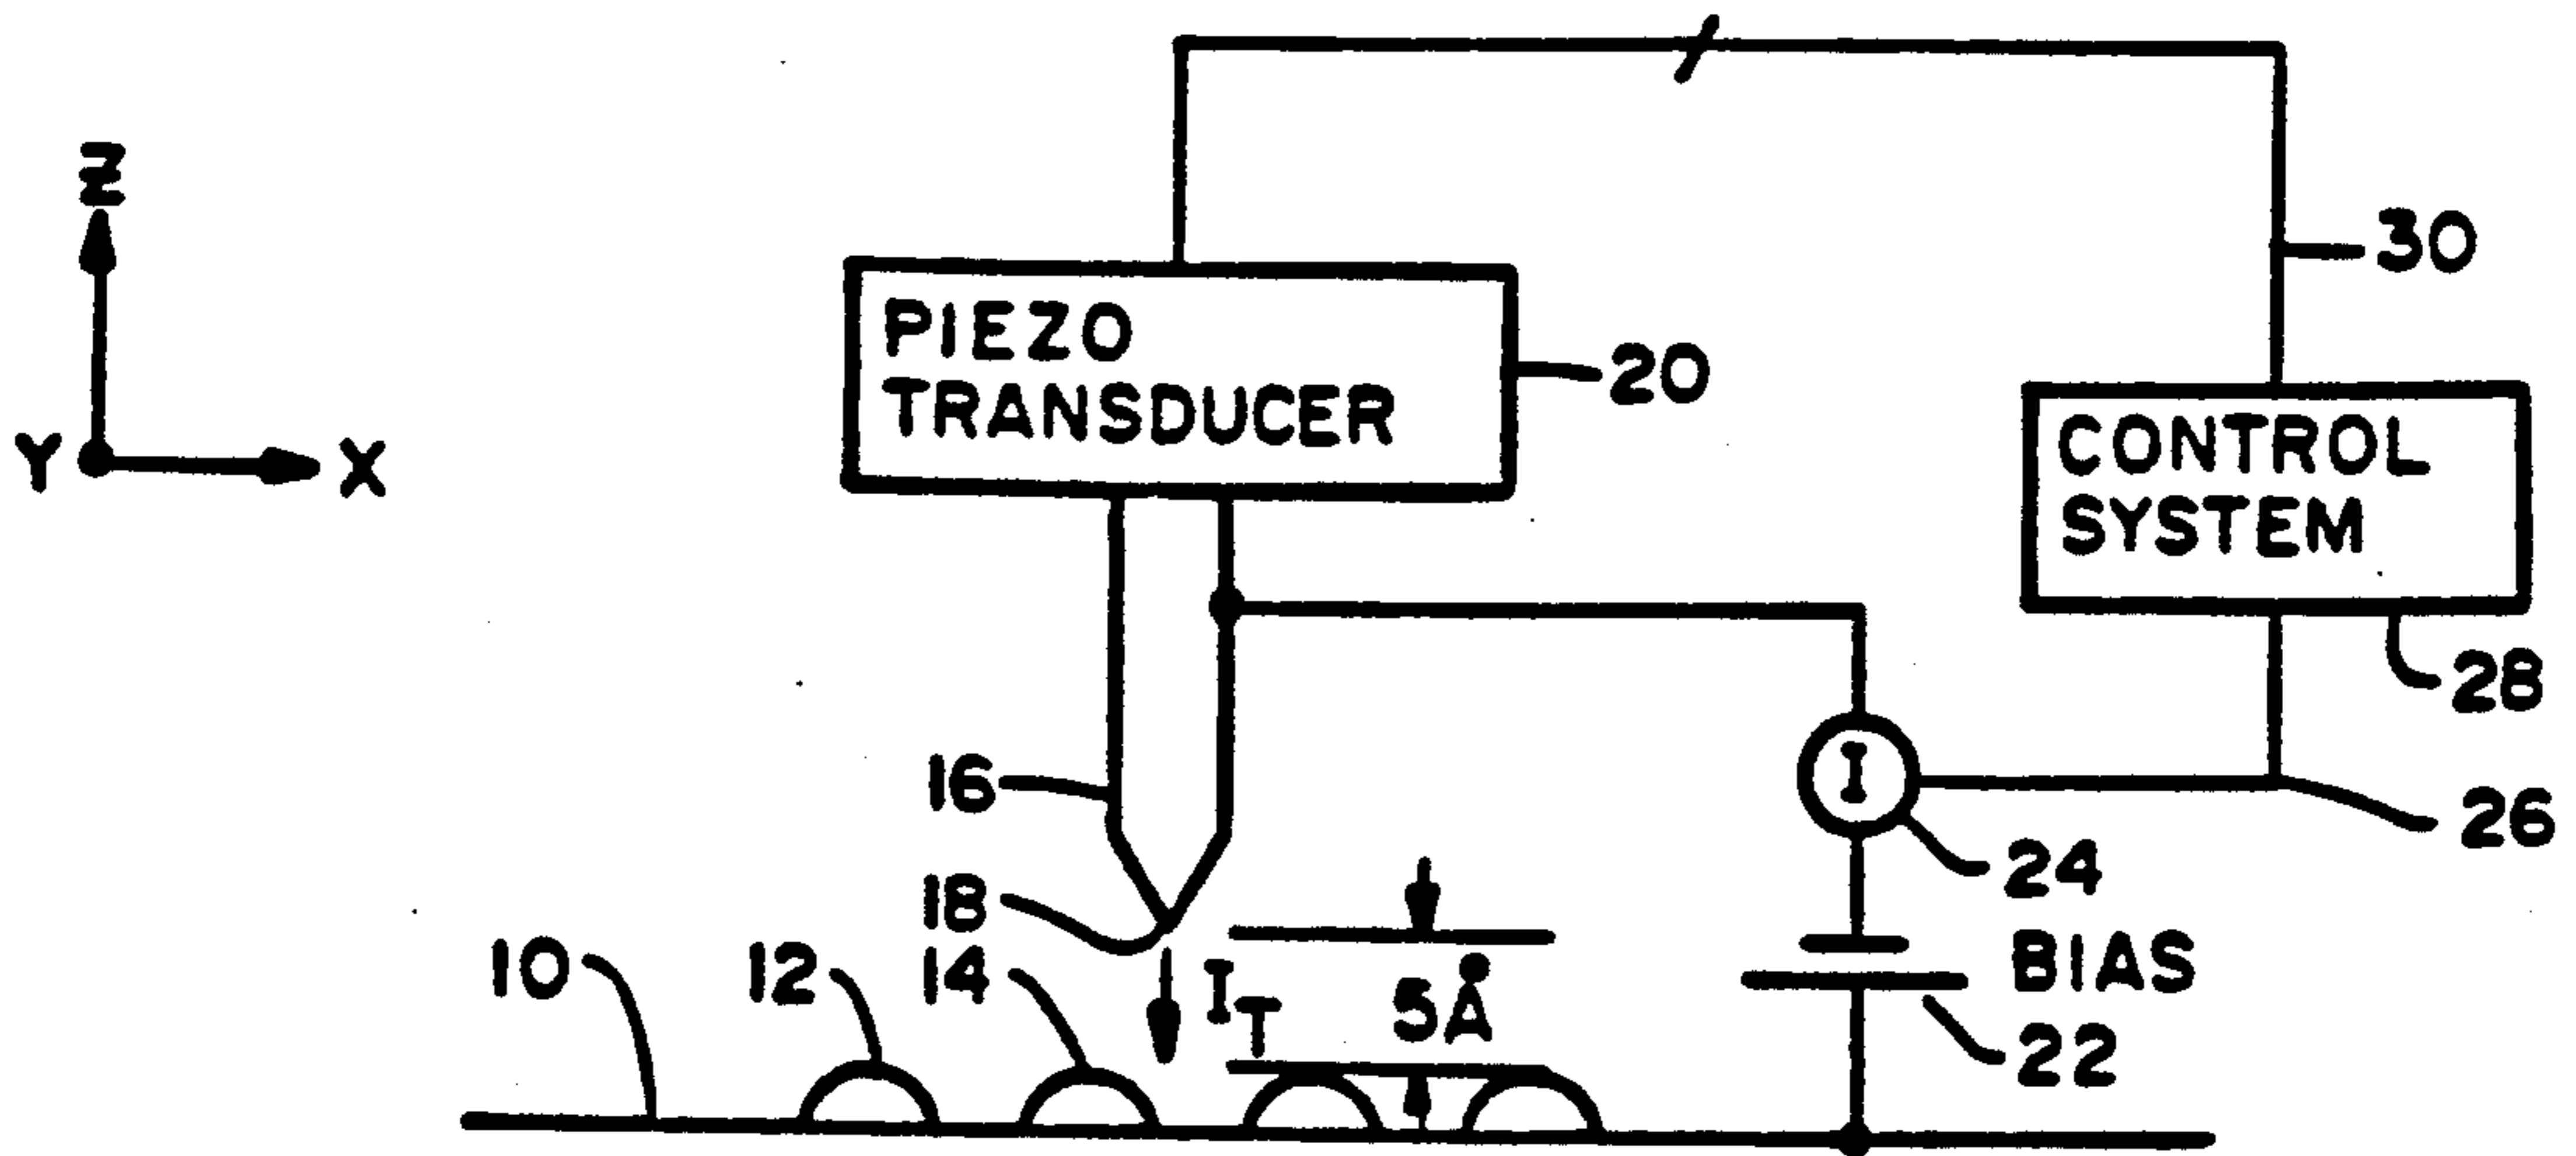 Z
Y
X
PIEZO
TRANSDUCER
20
30
CONTROL
SYSTEM
28
16
I
26
24
18
10
12
14
I_T
5Å
BIAS
22